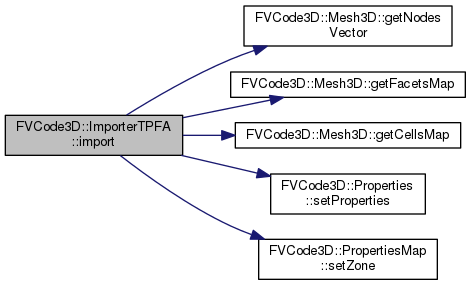 FVCode3D::Mesh3D::getNodes
Vector
FVCode3D::Mesh3D::getFacetsMap
FVCode3D::ImporterTPFA
::import
FVCode3D::Mesh3D::getCellsMap
FVCode3D::Properties
::setProperties
FVCode3D::PropertiesMap
::setZone